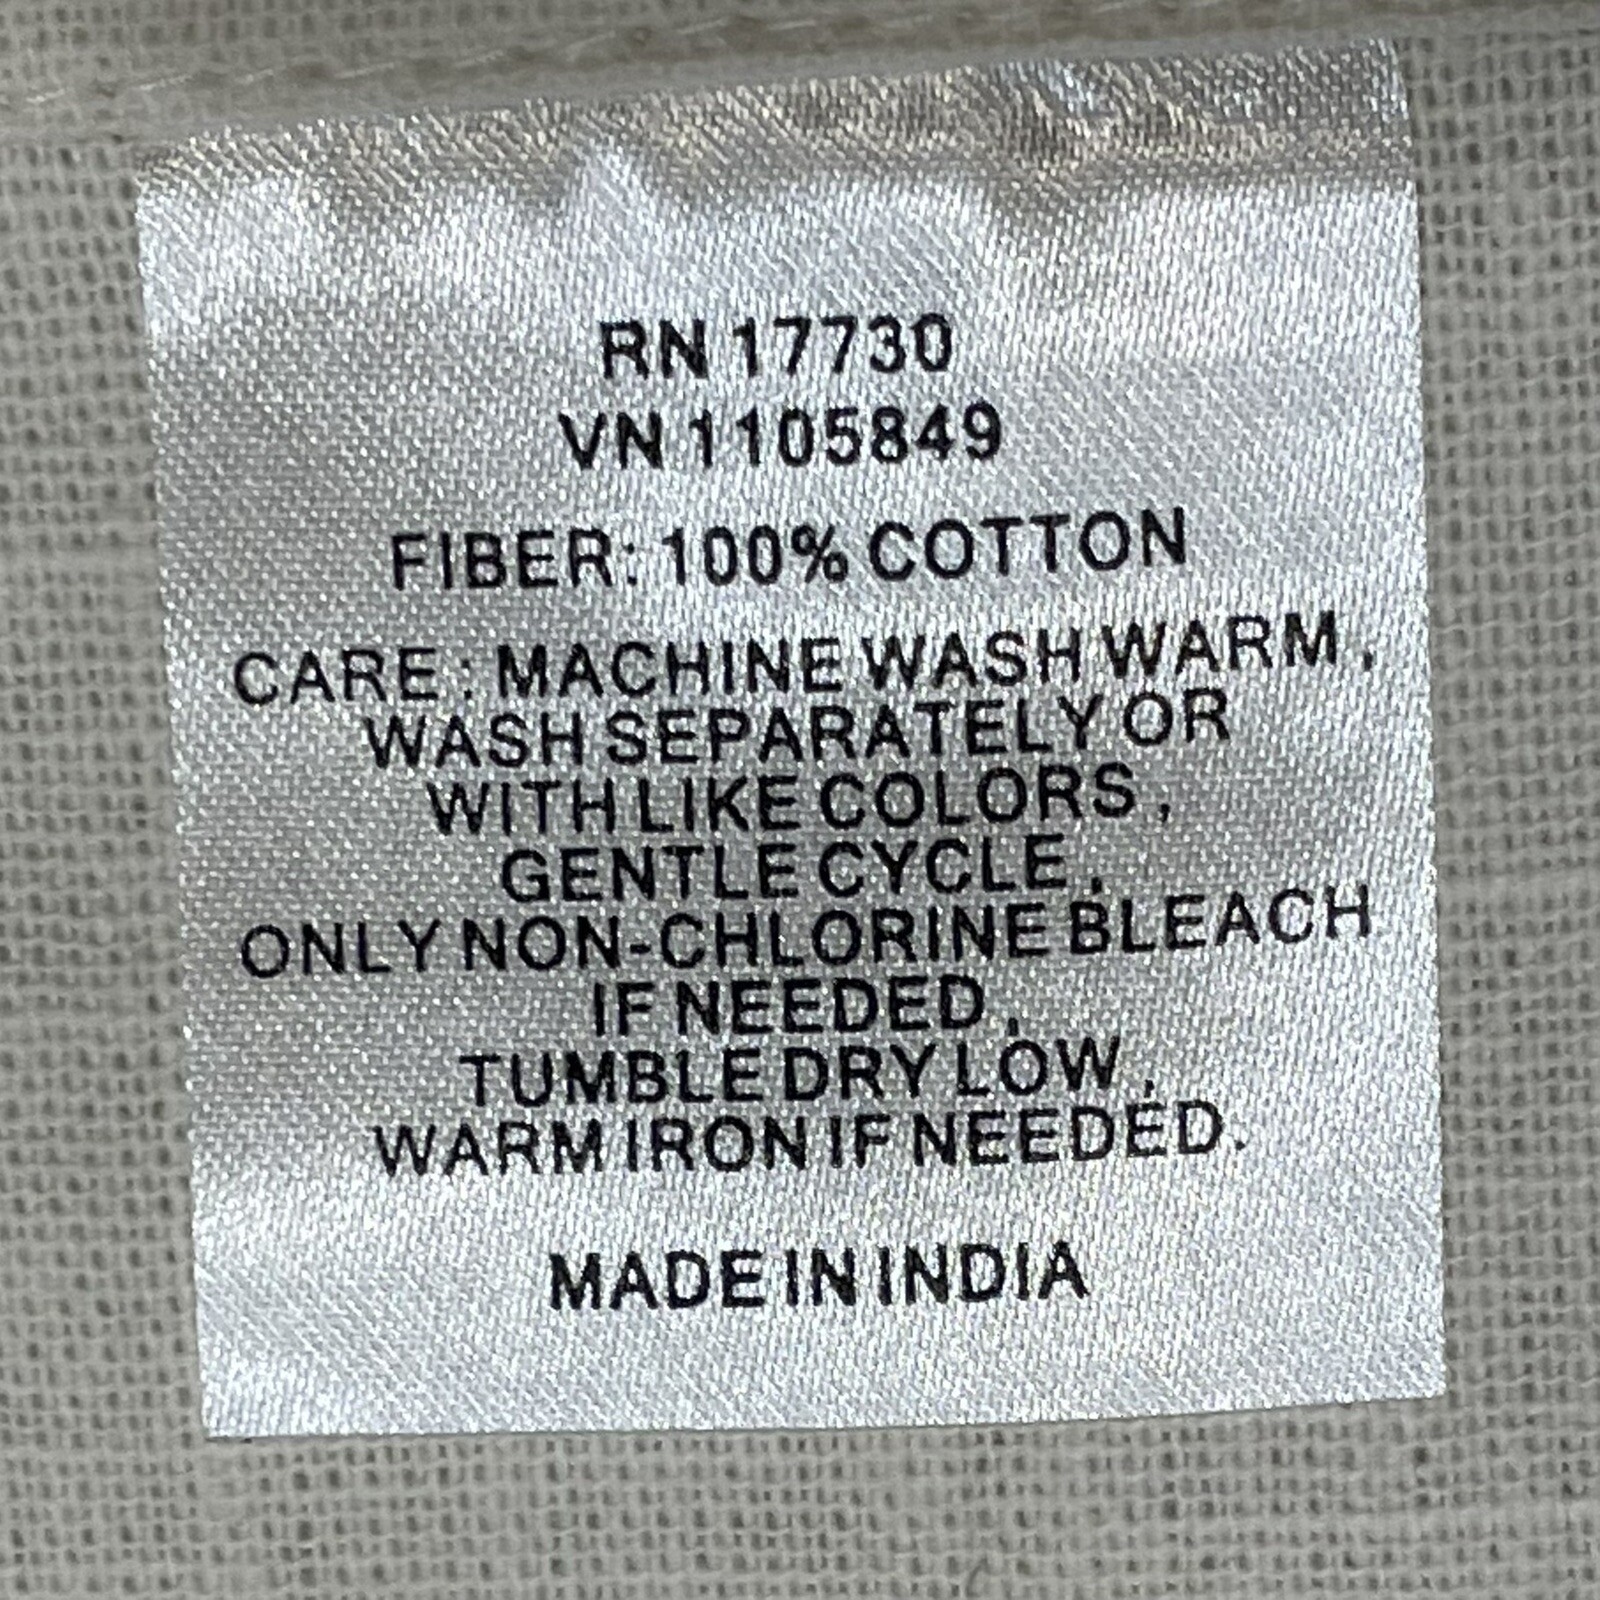 RN 17730
VN 1105849
FIBER: 100% COTTON
CARE : MACHINE WASH WARM ,
WASH SEPARATELY OR
WITH LIKE COLORS ,
GENTLE CYCLE ,
ONLY NON-CHLORINE BLEACH
IF NEEDED ,
TUMBLE DRY LOW ,
WARM IRON IF NEEDED.
MADE IN INDIA